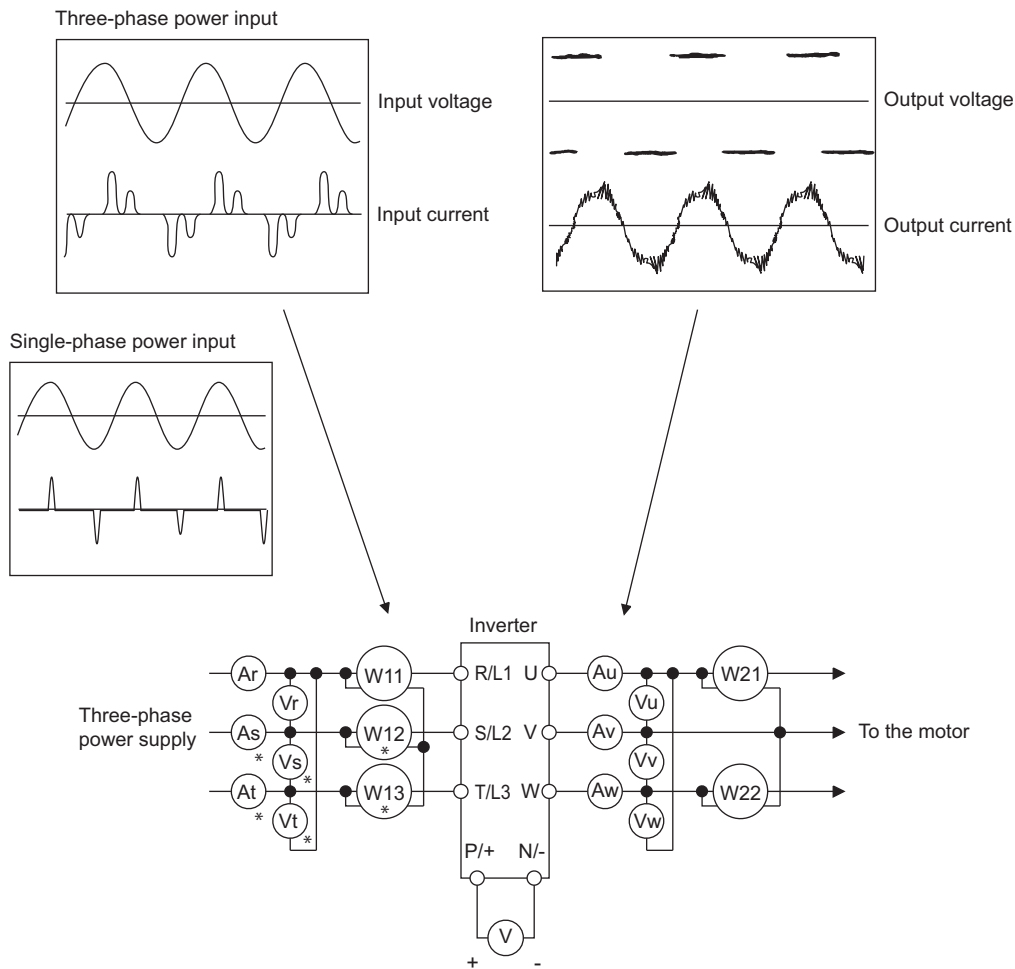 Three-phase power input
Input voltage
Input current
Output voltage
Output current
Single-phase power input
Inverter
Ar
W11
R/L1 U
Au
W21
Vr
Vu
Three-phase
power supply
As
*
W12
*
S/L2 V
Av
To the motor
Vs
*
Vv
At
*
W13
*
T/L3 W
Aw
W22
Vt
*
Vw
P/+ N/-
V
+ -